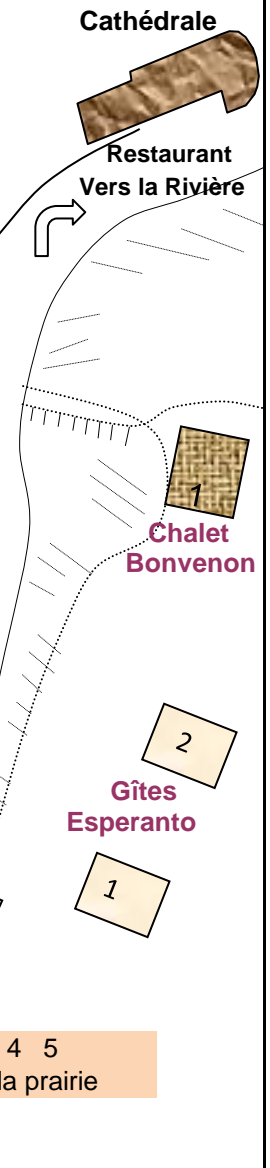 Cathédrale
Restaurant
Vers la Rivière
1
Chalet
Bonvenon
2
Gîtes
Esperanto
1
4 5
la prairie